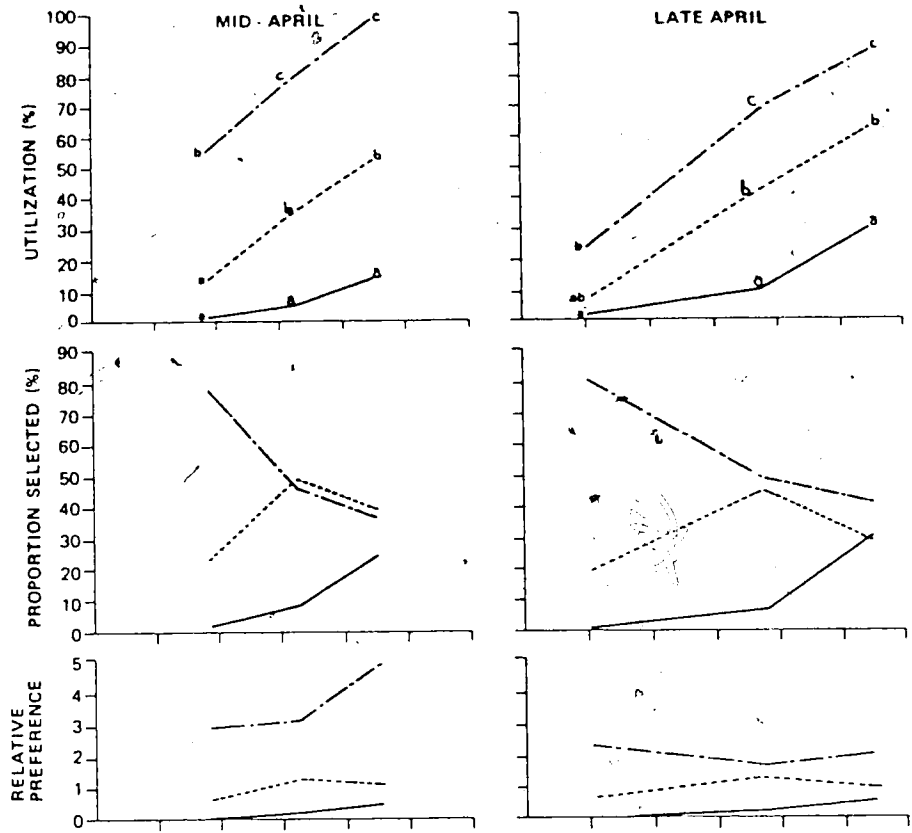 MID - APRIL
LATE APRIL
UTILIZATION (%)
100
90
80
70
60
50
40
30
20
10
0
b
c
c
a
b
b
a
a
a
b
c
c
ab
b
b
a
a
a
PROPORTION SELECTED (%)
90
80
70
60
50
40
30
20
10
0
RELATIVE
PREFERENCE
5
4
3
2
1
0